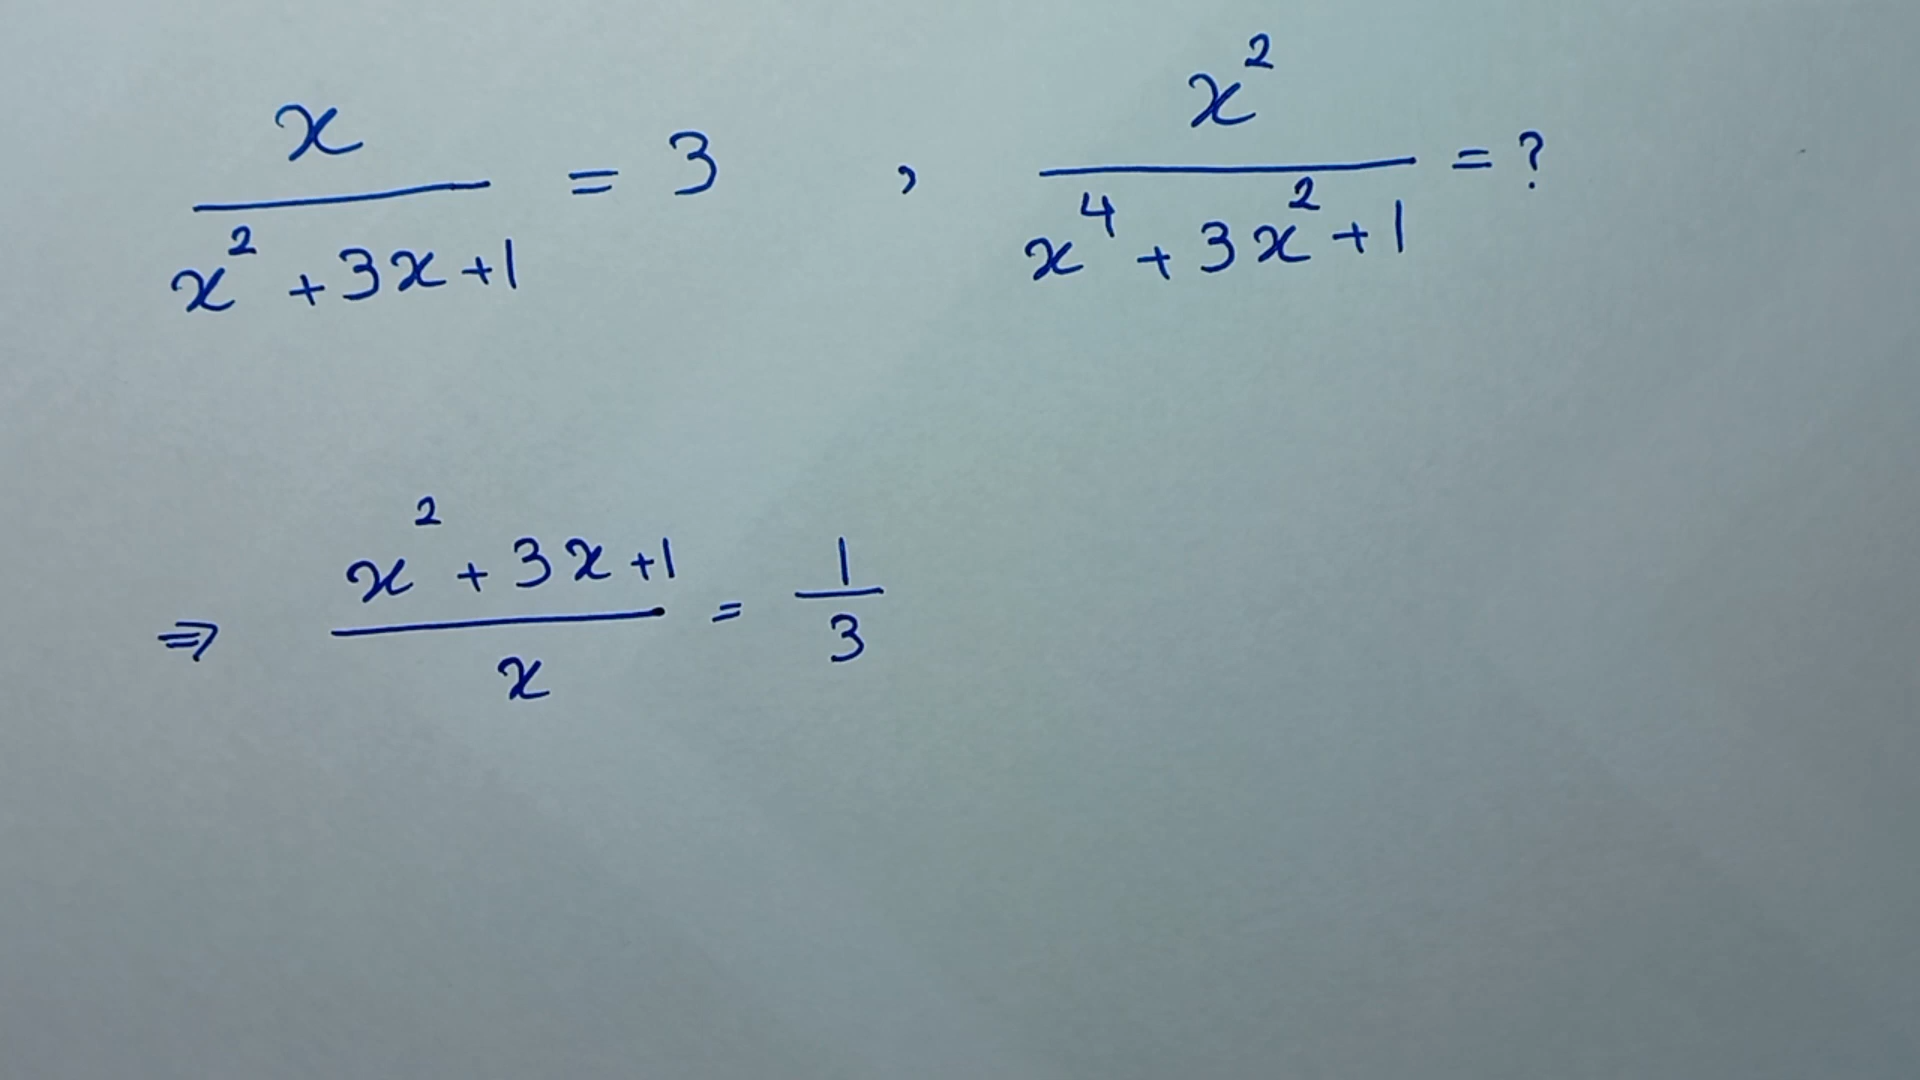 x/(x² + 3x + 1) = 3 , x²/(x⁴ + 3x² + 1) = ?
⇒ (x² + 3x + 1)/x = 1/3